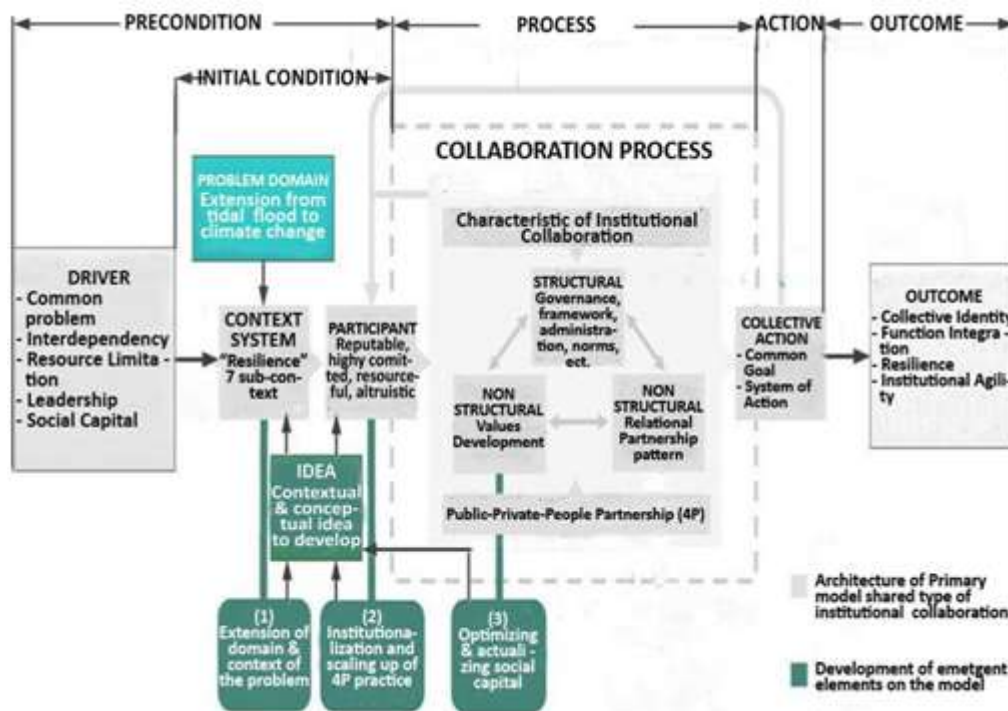 PRECONDITION
PROCESS
ACTION
OUTCOME
INITIAL CONDITION
COLLABORATION PROCESS
PROBLEM DOMAIN
Extension from
tidal flood to
climate change
Characteristic of Institutional
Collaboration
DRIVER
- Common
problem
- Interdependency
- Resource Limita -
tion
- Leadership
- Social Capital
CONTEXT
SYSTEM
"Resilience"
7 sub-con-
text
PARTICIPANT
Reputable,
highy comit-
ted, resource-
ful, altruistic
STRUCTURAL
Governance,
framework,
administra-
tion, norms,
ect.
NON
STRUCTURAL
Values
Development
NON
STRUCTURAL
Relational
Partnership
pattern
COLLECTIVE
ACTION
- Common
Goal
- System of
Action
OUTCOME
- Collective Identity
- Function Integra -
tion
- Resilience
- Institutional Agili-
ty
IDEA
Contextual
& concep-
tual idea
to develop
Public-Private-People Partnership (4P)
(1)
Extension of
domain &
context of
the problem
(2)
Institutiona-
lization and
scaling up of
4P practice
(3)
Optimizing
& actuali -
zing social
capital
Architecture of Primary
model shared type of
institutional collaboration
Development of emetgent
elements on the model